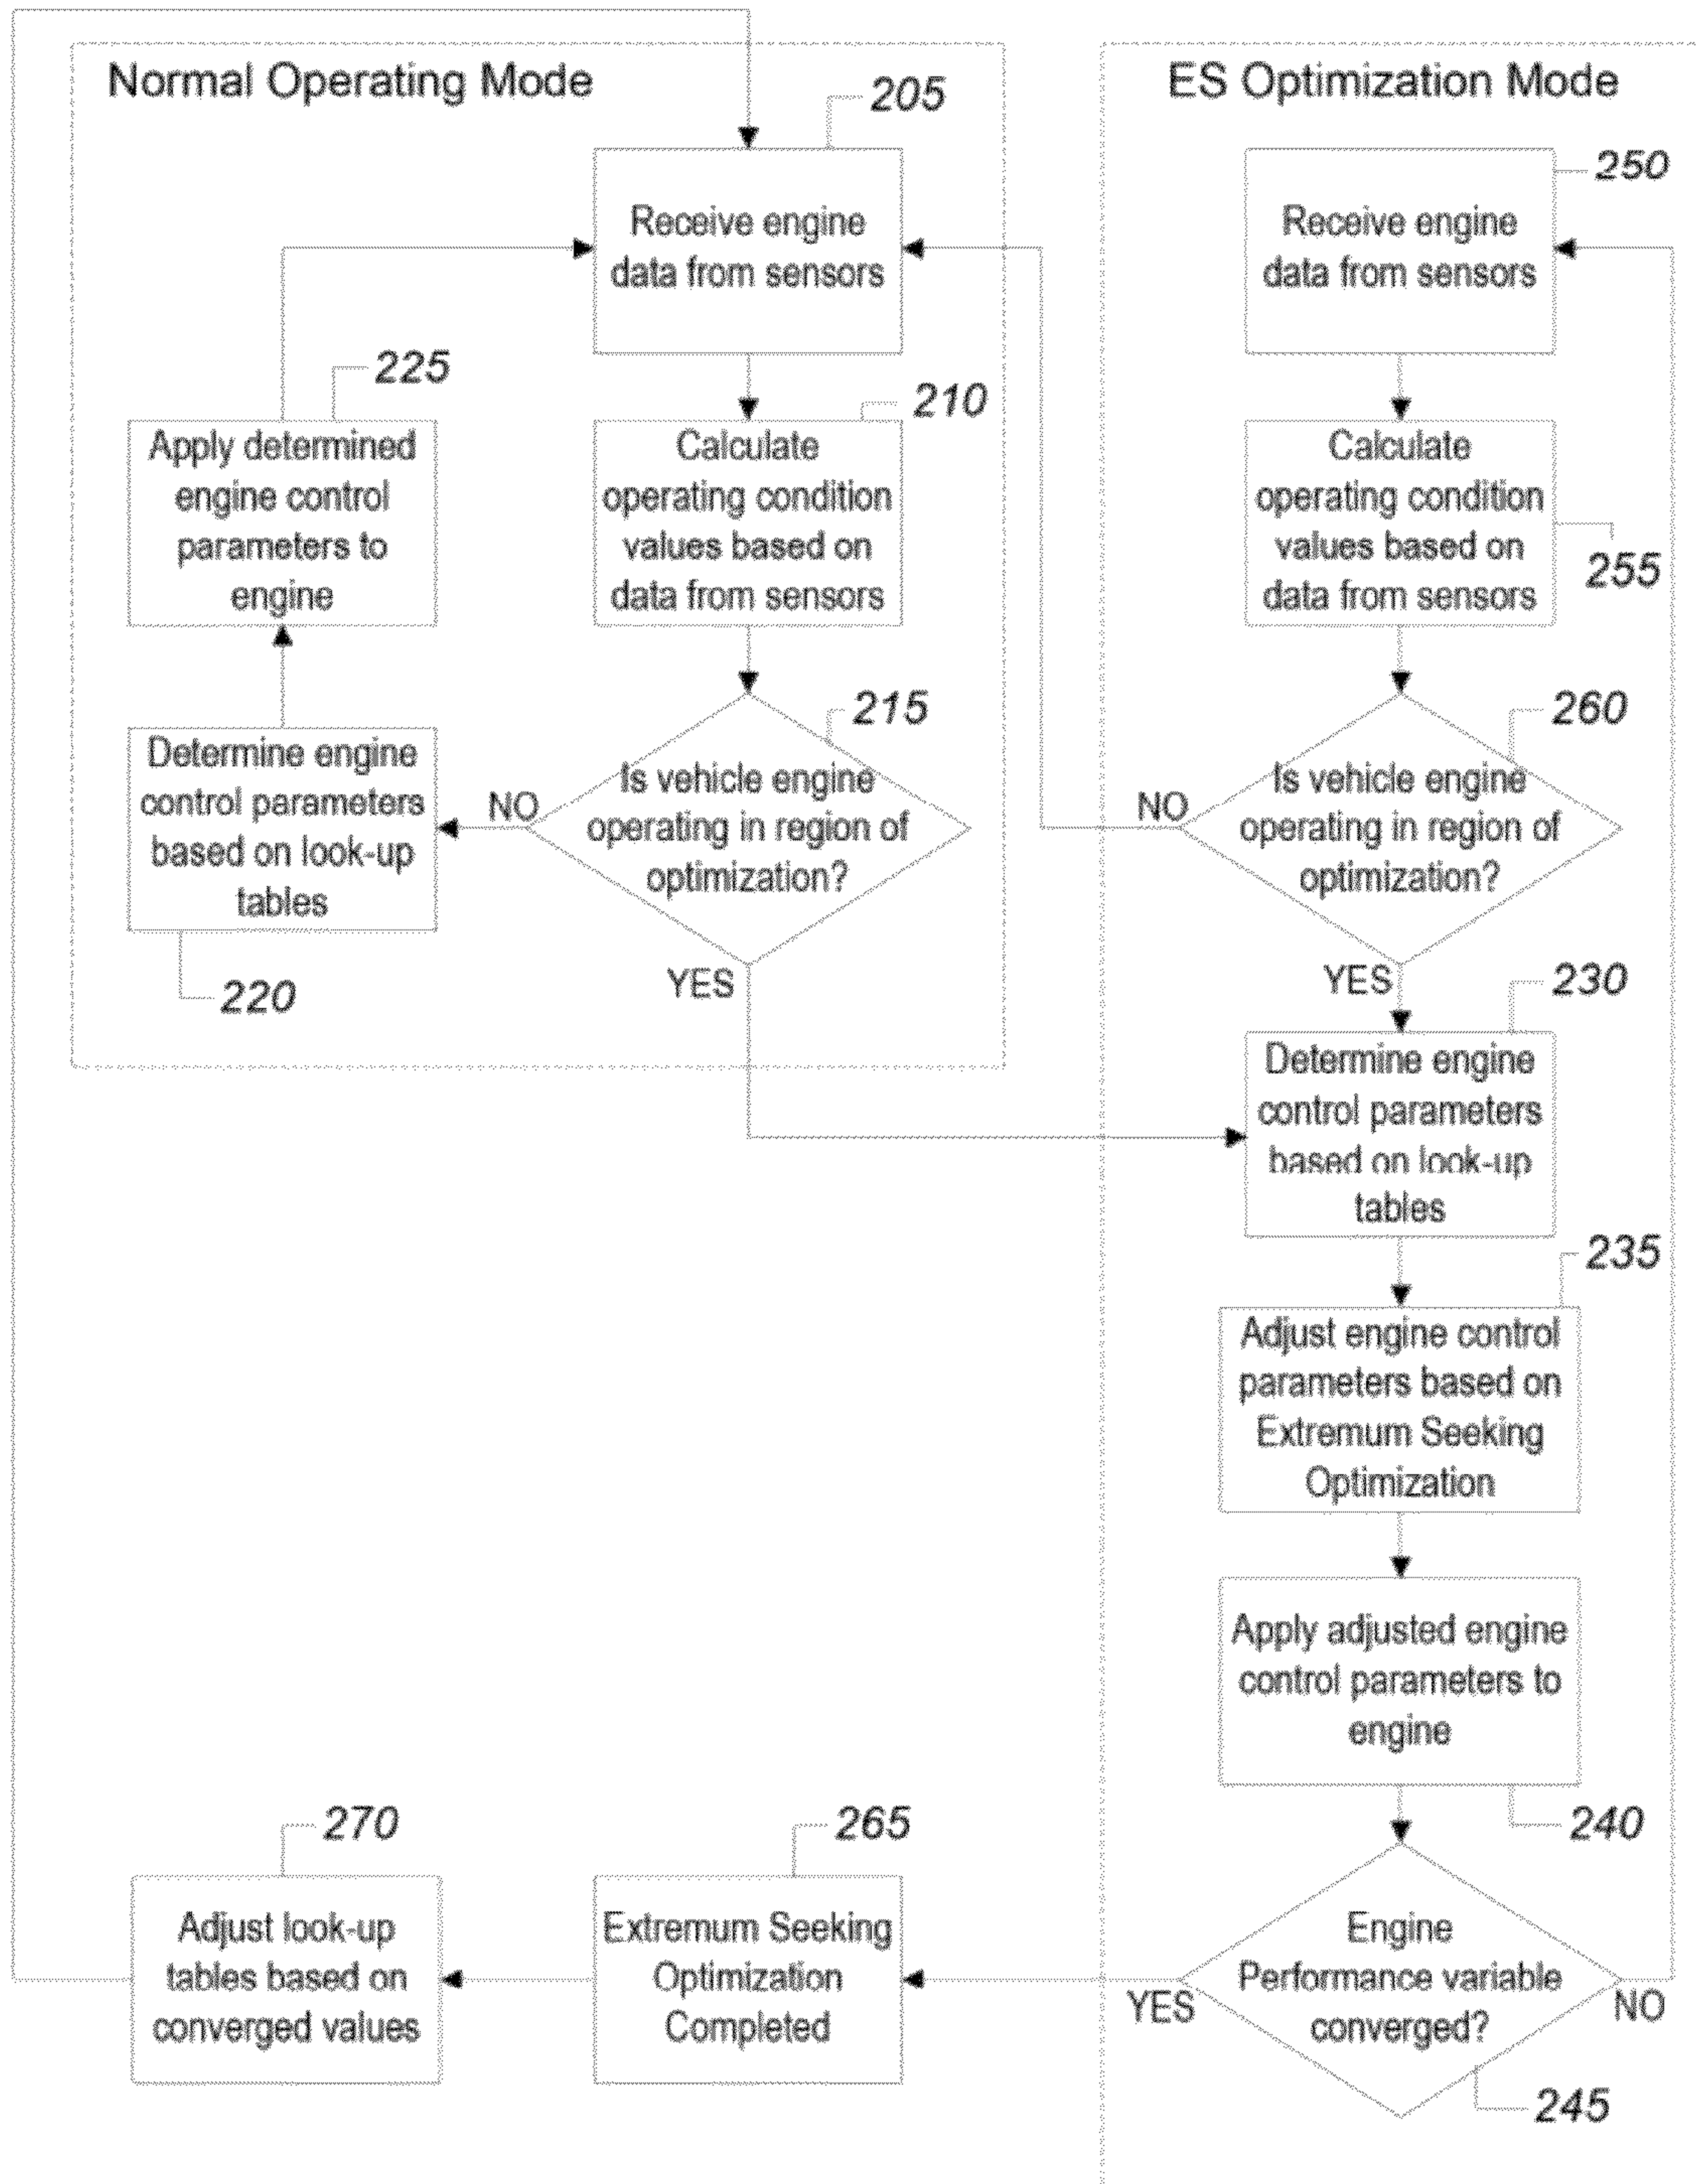 Normal Operating Mode
205
Receive engine
data from sensors
225
Apply determined
engine control
parameters to
engine
210
Calculate
operating condition
values based on
data from sensors
215
Is vehicle engine
operating in region of
optimization?
NO
YES
Determine engine
control parameters
based on look-up
tables
220
ES Optimization Mode
250
Receive engine
data from sensors
Calculate
operating condition
values based on
data from sensors
255
260
Is vehicle engine
operating in region of
optimization?
NO
YES
230
Determine engine
control parameters
based on look-up
tables
235
Adjust engine control
parameters based on
Extremum Seeking
Optimization
Apply adjusted engine
control parameters to
engine
240
Engine
Performance variable
converged?
YES
NO
245
265
Extremum Seeking
Optimization
Completed
270
Adjust look-up
tables based on
converged values